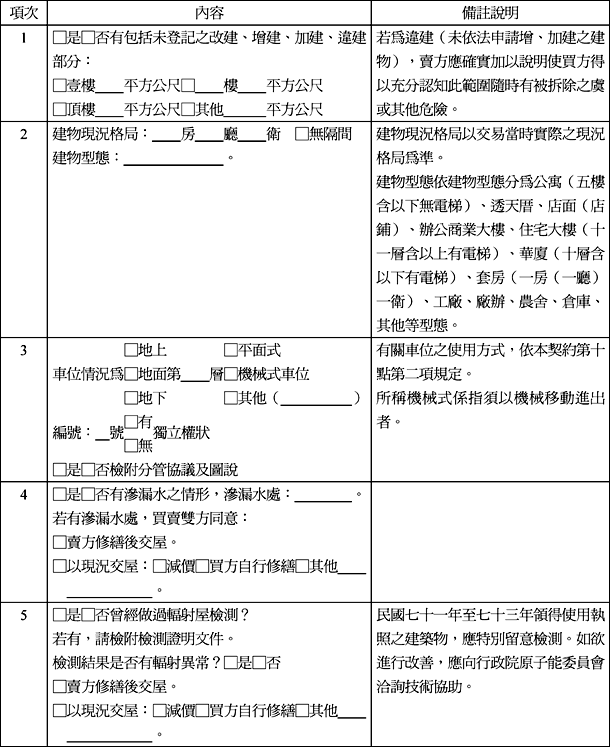 項次 內容 備註說明
1
□是□否有包括未登記之改建、增建、加建、違建
部分：
□壹樓____平方公尺□____樓____平方公尺
□頂樓____平方公尺□其他______平方公尺
若為違建（未依法申請增、加建之建
物），賣方應確實加以說明使買方得
以充分認知此範圍隨時有被拆除之虞
或其他危險。
2
建物現況格局：____房____廳____衛 □無隔間
建物型態：______________。
建物現況格局以交易當時實際之現況
格局為準。
建物型態依建物型態分為公寓（五樓
含以下無電梯）、透天厝、店面（店
鋪）、辦公商業大樓、住宅大樓（十
一層含以上有電梯）、華廈（十層含
以下有電梯）、套房（一房（一廳）
一衛）、工廠、廠辦、農舍、倉庫、
其他等型態。
3
□地上 □平面式
車位情況為□地面第____層□機械式車位
□地下 □其他（__________）
□有
編號：__號 獨立權狀
□無
□是□否檢附分管協議及圖說
有關車位之使用方式，依本契約第十
點第二項規定。
所稱機械式係指須以機械移動進出
者。
4
□是□否有滲漏水之情形，滲漏水處：________。
若有滲漏水處，買賣雙方同意：
□賣方修繕後交屋。
□以現況交屋：□減價□買方自行修繕□其他____
____________。
5
□是□否曾經做過輻射屋檢測？
若有，請檢附檢測證明文件。
檢測結果是否有輻射異常？□是□否
□賣方修繕後交屋。
□以現況交屋：□減價□買方自行修繕□其他____
____________。
民國七十一年至七十三年領得使用執
照之建築物，應特別留意檢測。如欲
進行改善，應向行政院原子能委員會
洽詢技術協助。